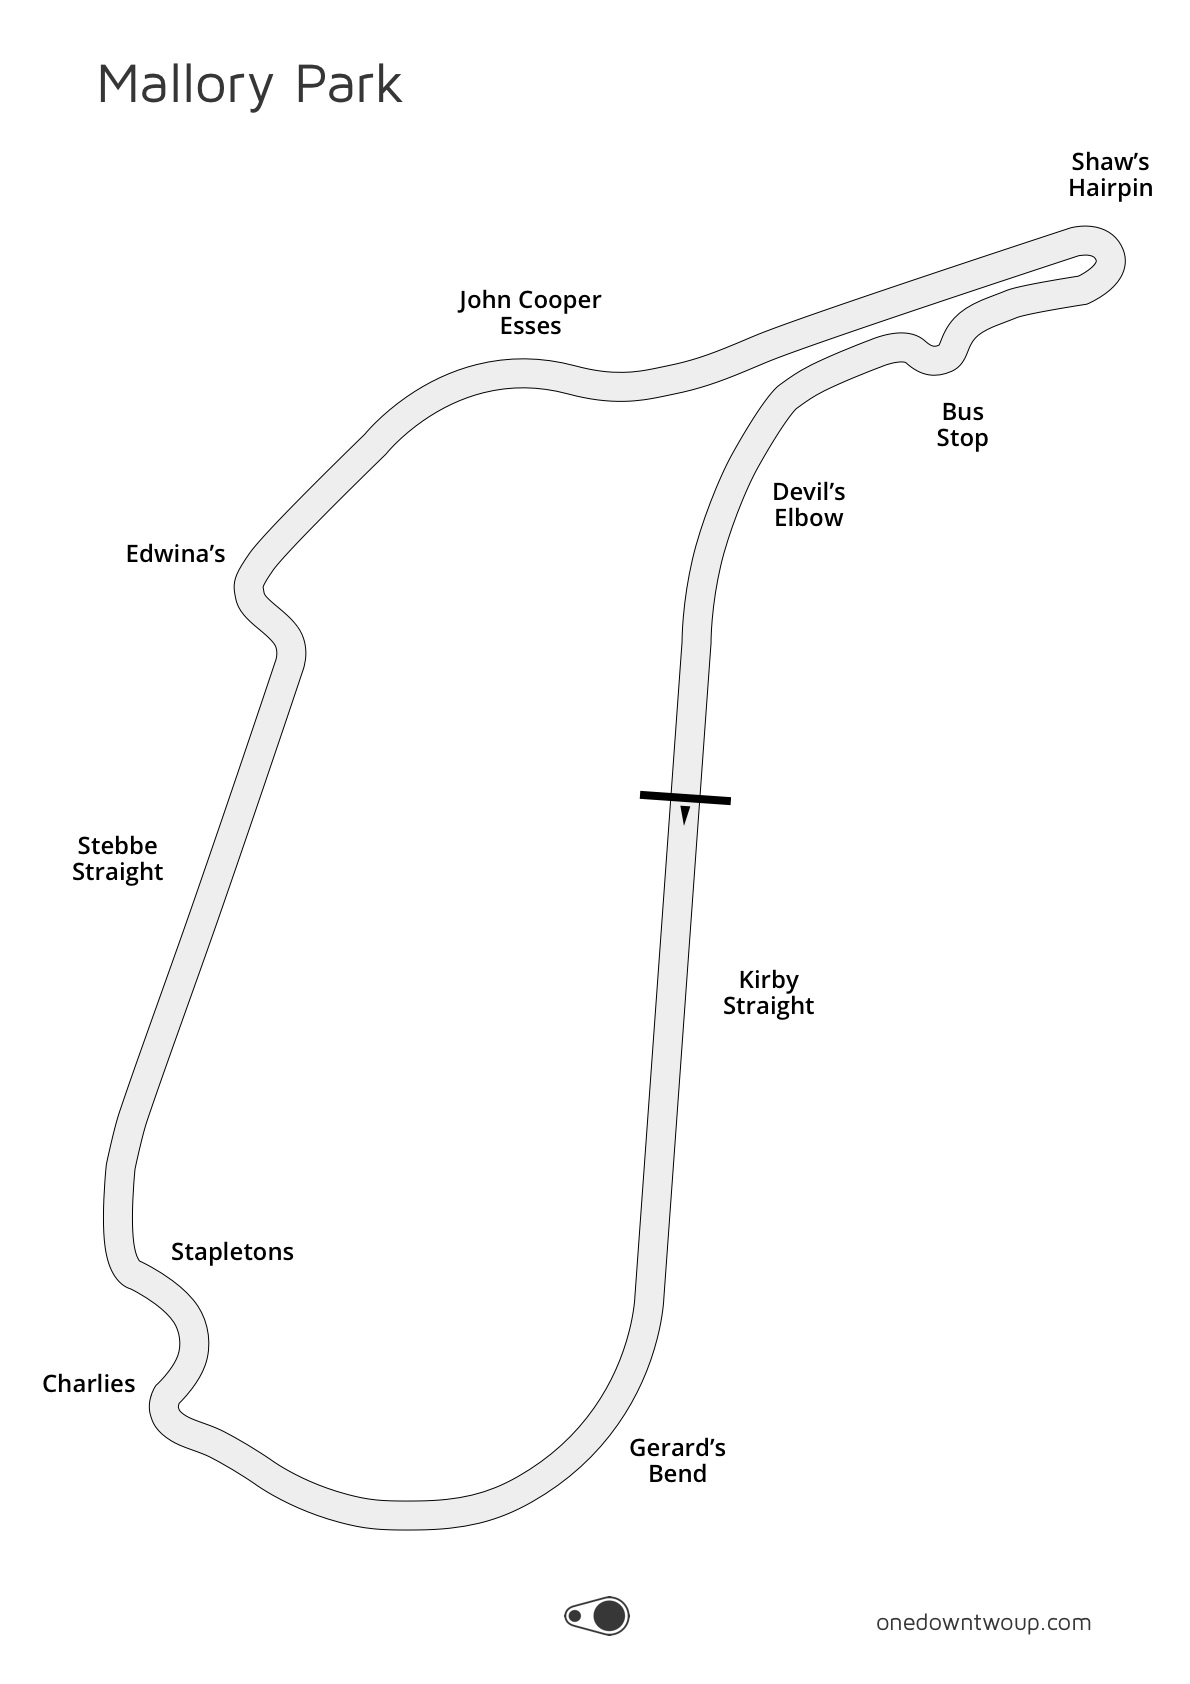 Mallory Park
Shaw’s
Hairpin
John Cooper
Esses
Bus
Stop
Devil’s
Elbow
Edwina’s
Stebbe
Straight
Kirby
Straight
Stapletons
Charlies
Gerard’s
Bend
onedowntwoup.com